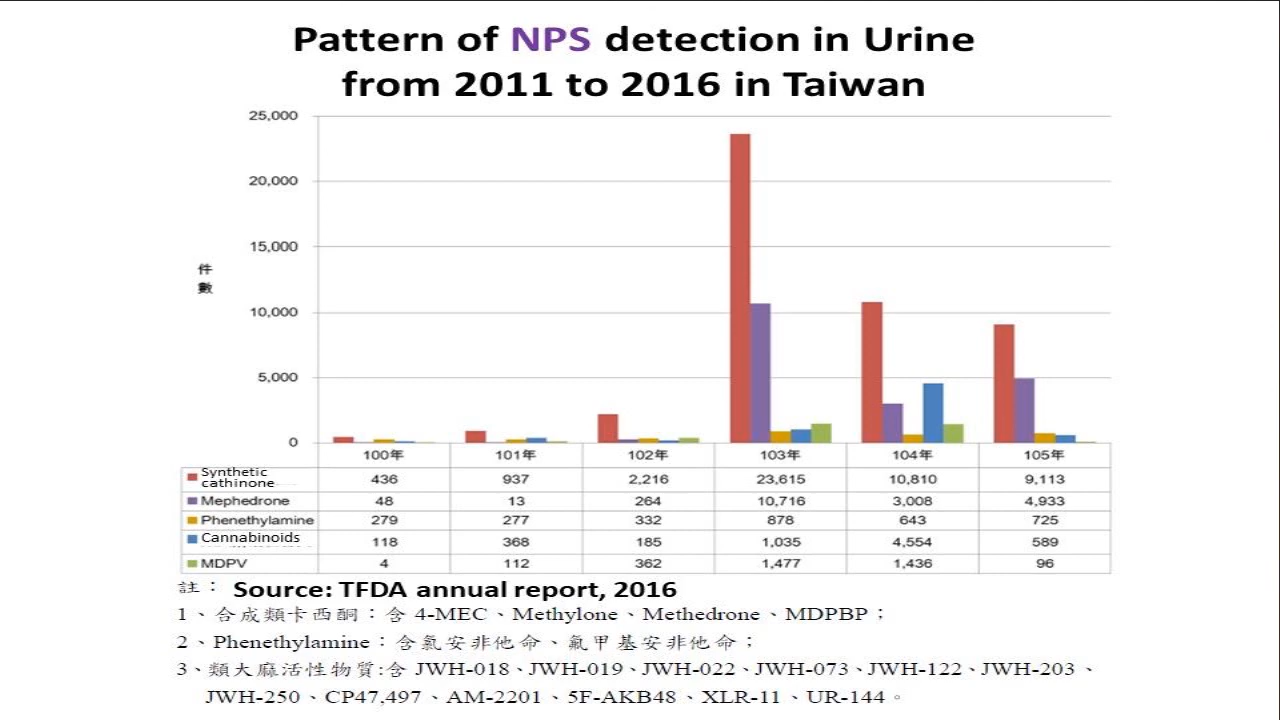 Pattern of NPS detection in Urine
from 2011 to 2016 in Taiwan
25,000
20,000
15,000
10,000
5,000
0
件
數
100年 101年 102年 103年 104年 105年
Synthetic
cathinone 436 937 2,216 23,615 10,810 9,113
Mephedrone 48 13 264 10,716 3,008 4,933
Phenethylamine 279 277 332 878 643 725
Cannabinoids 118 368 185 1,035 4,554 589
MDPV 4 112 362 1,477 1,436 96
註： Source: TFDA annual report, 2016
1、合成類卡西酮：含 4-MEC、Methylone、Methedrone、MDPBP；
2、Phenethylamine：含氯安非他命、氟甲基安非他命；
3、類大麻活性物質:含 JWH-018、JWH-019、JWH-022、JWH-073、JWH-122、JWH-203、
JWH-250、CP47,497、AM-2201、5F-AKB48、XLR-11、UR-144。